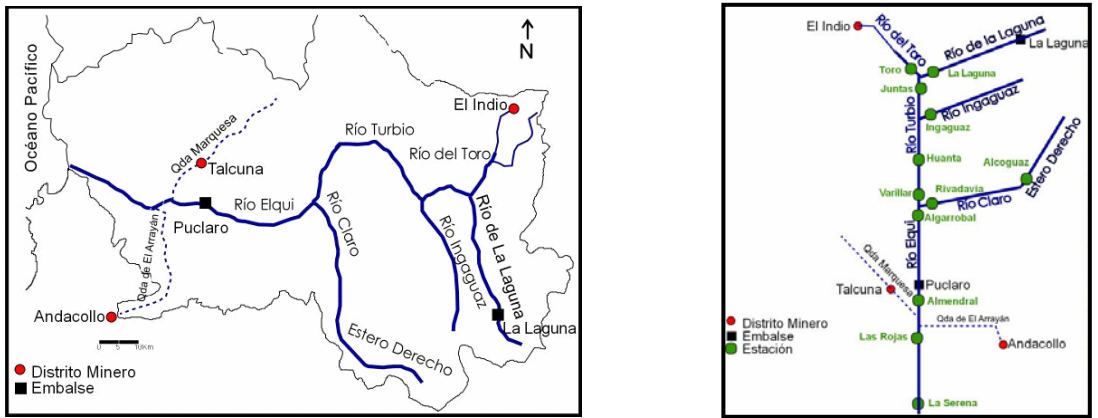 Océano Pacífico
N
El Indio
Qda Marquesa
Río Turbio
Río del Toro
Talcuna
Río Elqui
Puclaro
Río Claro
Río Ingaguaz
Río de La Laguna
Qda de El Arrayán
Andacollo
La Laguna
Estero Derecho
0 5 10Km
Distrito Minero
Embalse
El Indio
Río del Toro
Río de la Laguna
La Laguna
Toro
La Laguna
Juntas
Río Turbio
Río Ingaguaz
Ingaguaz
Huanta
Alcoguaz
Estero Derecho
Varillar
Rivadavia
Río Claro
Algarrobal
Río Elqui
Qda Marquesa
Talcuna
Puclaro
Almendral
Qda de El Arrayán
Las Rojas
Andacollo
Distrito Minero
Embalse
Estación
La Serena